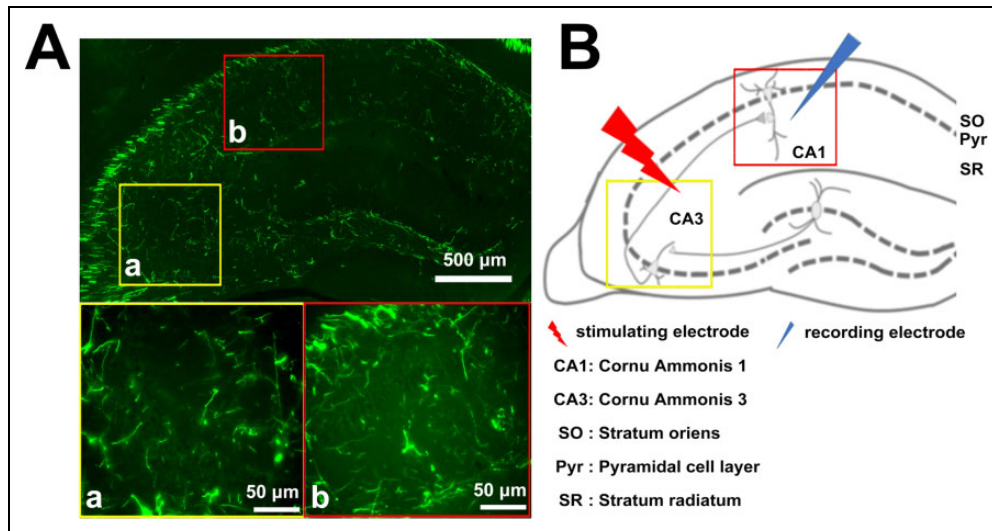 A
b
a
500 µm
a
50 µm
b
50 µm
B
SO
Pyr
CA1
SR
CA3
stimulating electrode
recording electrode
CA1: Cornu Ammonis 1
CA3: Cornu Ammonis 3
SO : Stratum oriens
Pyr : Pyramidal cell layer
SR : Stratum radiatum